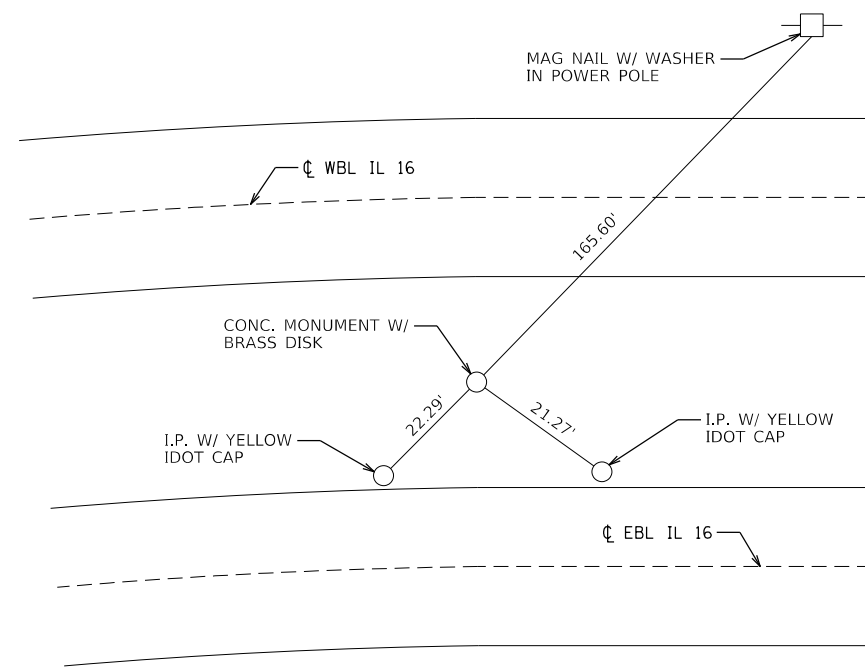 MAG NAIL W/ WASHER
IN POWER POLE
℄ WBL IL 16
165.60'
CONC. MONUMENT W/
BRASS DISK
22.29'
21.27'
I.P. W/ YELLOW
IDOT CAP
I.P. W/ YELLOW
IDOT CAP
℄ EBL IL 16